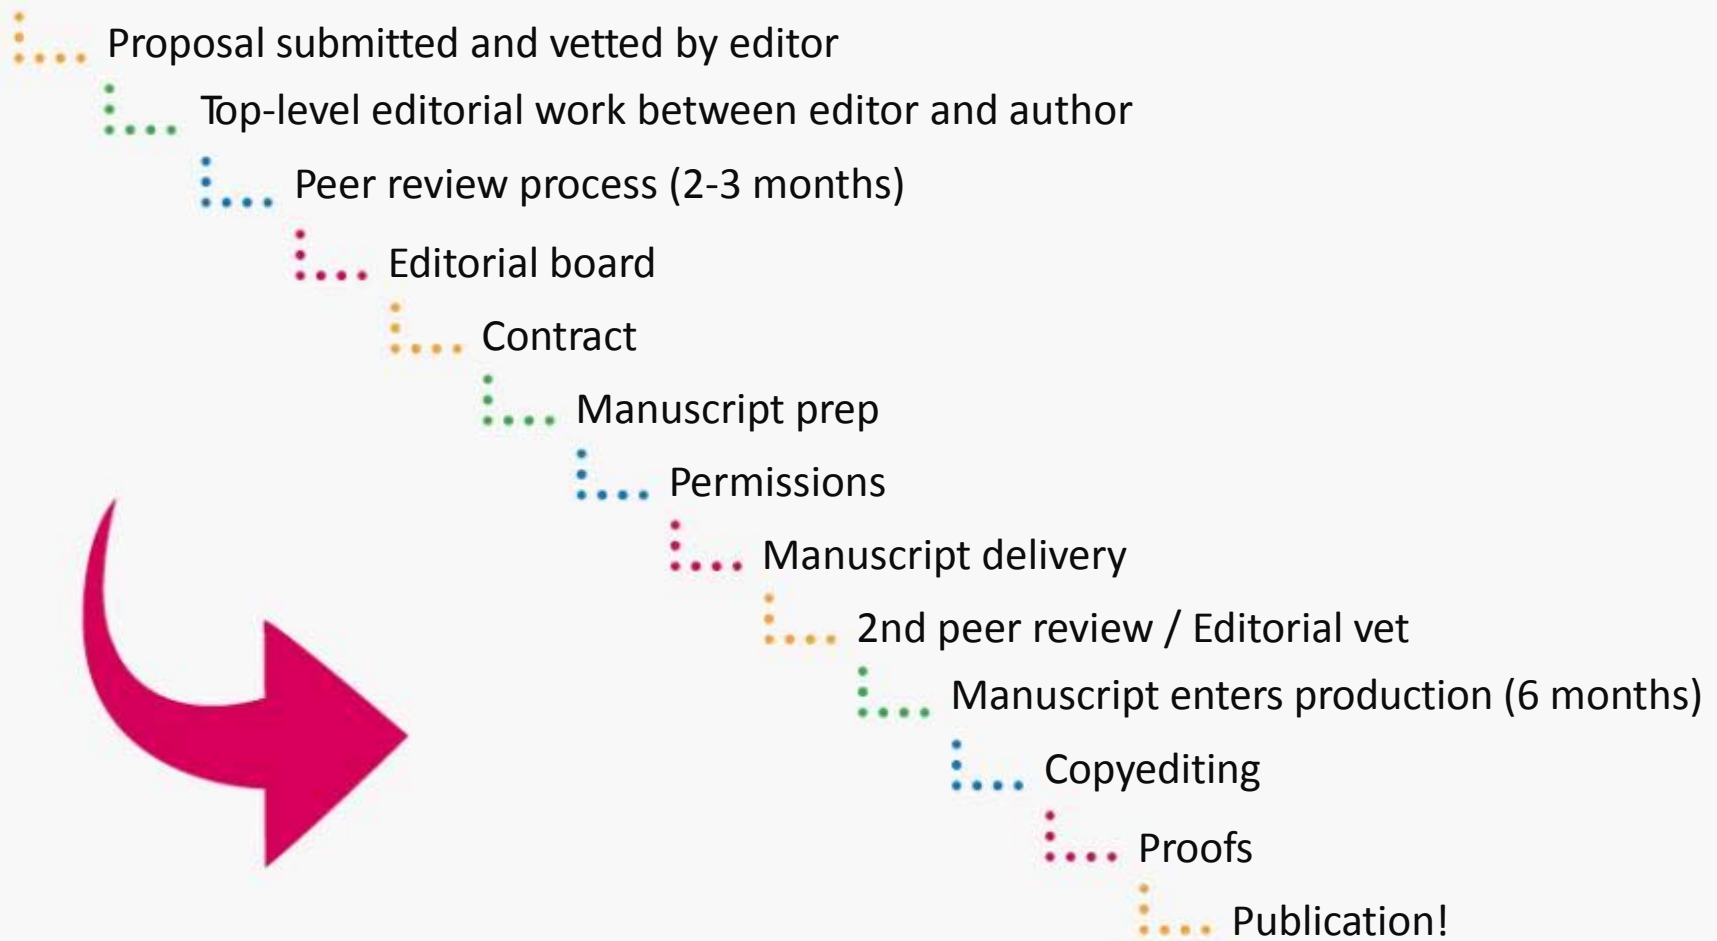 Proposal submitted and vetted by editor
Top-level editorial work between editor and author
Peer review process (2-3 months)
Editorial board
Contract
Manuscript prep
Permissions
Manuscript delivery
2nd peer review / Editorial vet
Manuscript enters production (6 months)
Copyediting
Proofs
Publication!